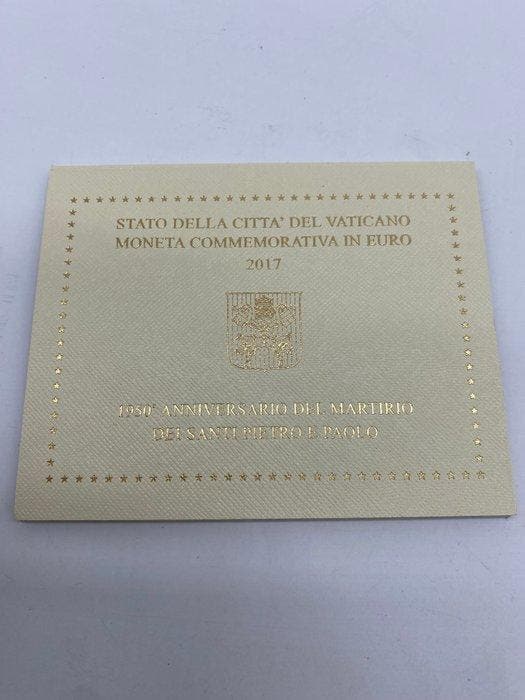 STATO DELLA CITTA' DEL VATICANO
MONETA COMMEMORATIVA IN EURO
2017
1950° ANNIVERSARIO DEL MARTIRIO
DEI SANTI PIETRO E PAOLO